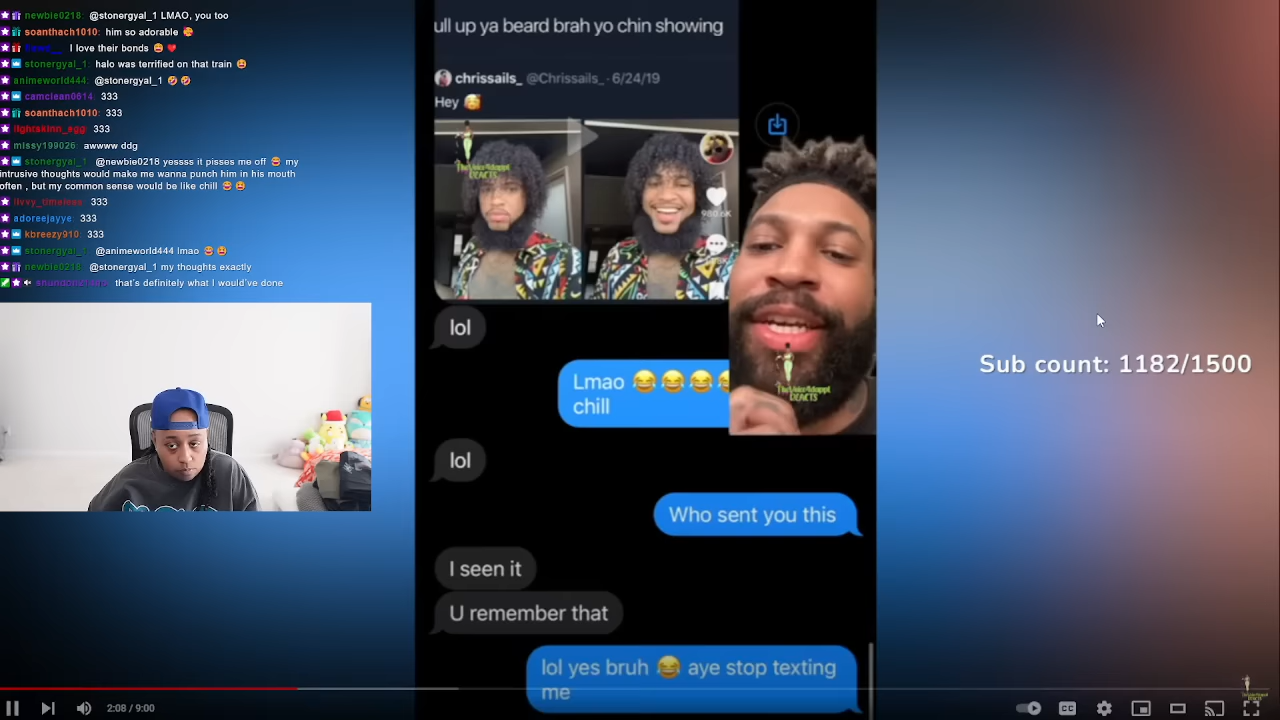 newbie0218: @stonergyal_1 LMAO, you too
soanthach1010: him so adorable 🥰
I love their bonds 😩 ❤️
stonergyal_1: halo was terrified on that train 😩
animeworld444: @stonergyal_1 🤣 🤣
camclean0614: 333
soanthach1010: 333
lightskinn_egg: 333
missy199026: awwww ddg
stonergyal_1: @newbie0218 yessss it pisses me off 😩 my
intrusive thoughts would make me wanna punch him in his mouth
often , but my common sense would be like chill 😩 😩
livvy_timeless: 333
adoreejayye: 333
kbreezy910: 333
stonergyal_1: @animeworld444 lmao 😩 😩
newbie0218: @stonergyal_1 my thoughts exactly
that's definitely what I would've done
ull up ya beard brah yo chin showing
chrissails_ @Chrissails_ · 6/24/19
Hey 🥰
980.6K
lol
Lmao 😂😂😂
chill
REACTS
lol
Who sent you this
I seen it
U remember that
lol yes bruh 😂 aye stop texting
me
Sub count: 1182/1500
2:08 / 9:00
CC